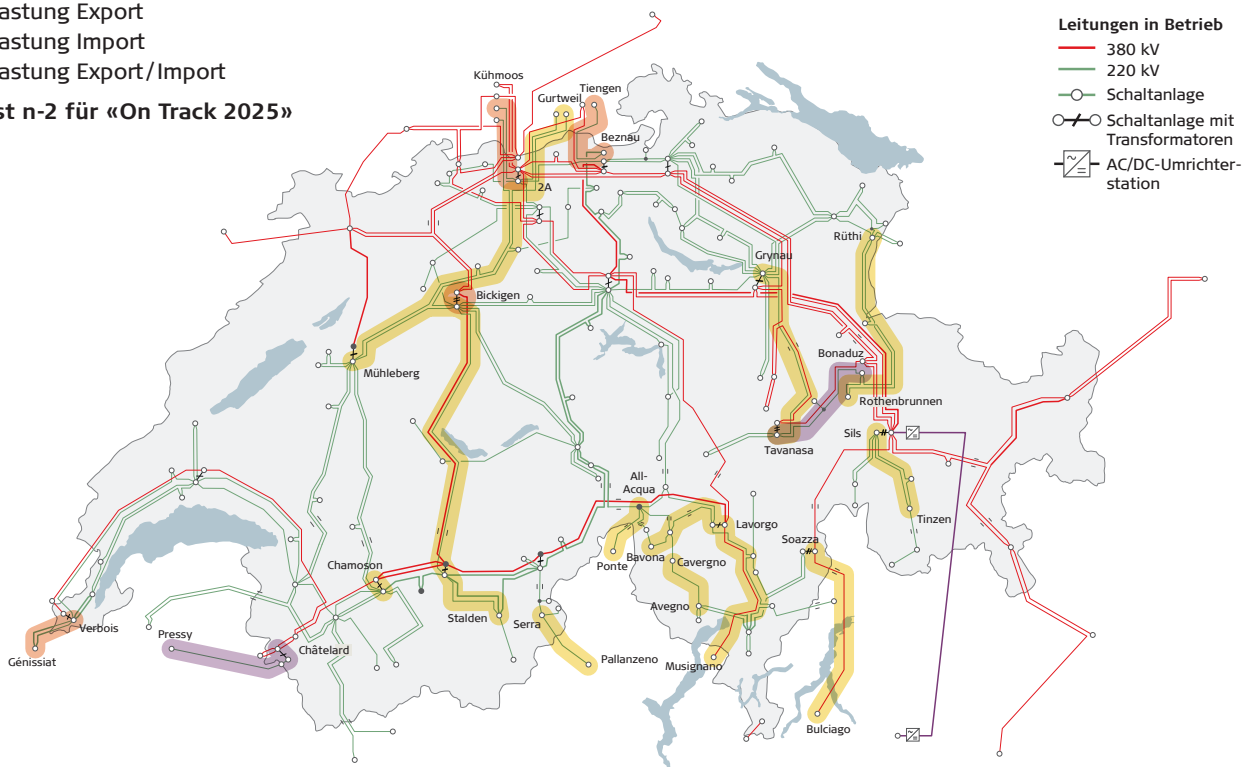 astung Export
astung Import
astung Export/Import
st n-2 für «On Track 2025»
Leitungen in Betrieb
380 kV
220 kV
Schaltanlage
Schaltanlage mit
Transformatoren
AC/DC-Umrichter-
station
Kühmoos
Gurtweil
Tiengen
Beznau
2A
Rüthi
Grynau
Bickigen
Mühleberg
Bonaduz
Rothenbrunnen
Sils
Tavanasa
All-
Acqua
Tinzen
Lavorgo
Soazza
Ponte
Bavona
Cavergno
Chamoson
Avegno
Stalden
Serra
Verbois
Pressy
Châtelard
Génissiat
Pallanzeno
Musignano
Bulciago